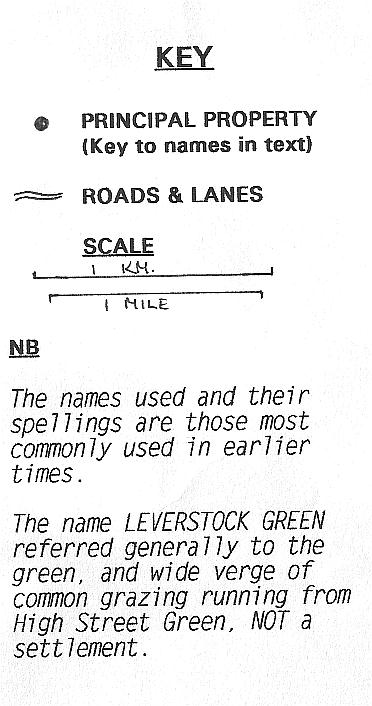 KEY
PRINCIPAL PROPERTY
(Key to names in text)
ROADS & LANES
SCALE
1 KM.
1 MILE
NB
The names used and their
spellings are those most
commonly used in earlier
times.
The name LEVERSTOCK GREEN
referred generally to the
green, and wide verge of
common grazing running from
High Street Green, NOT a
settlement.